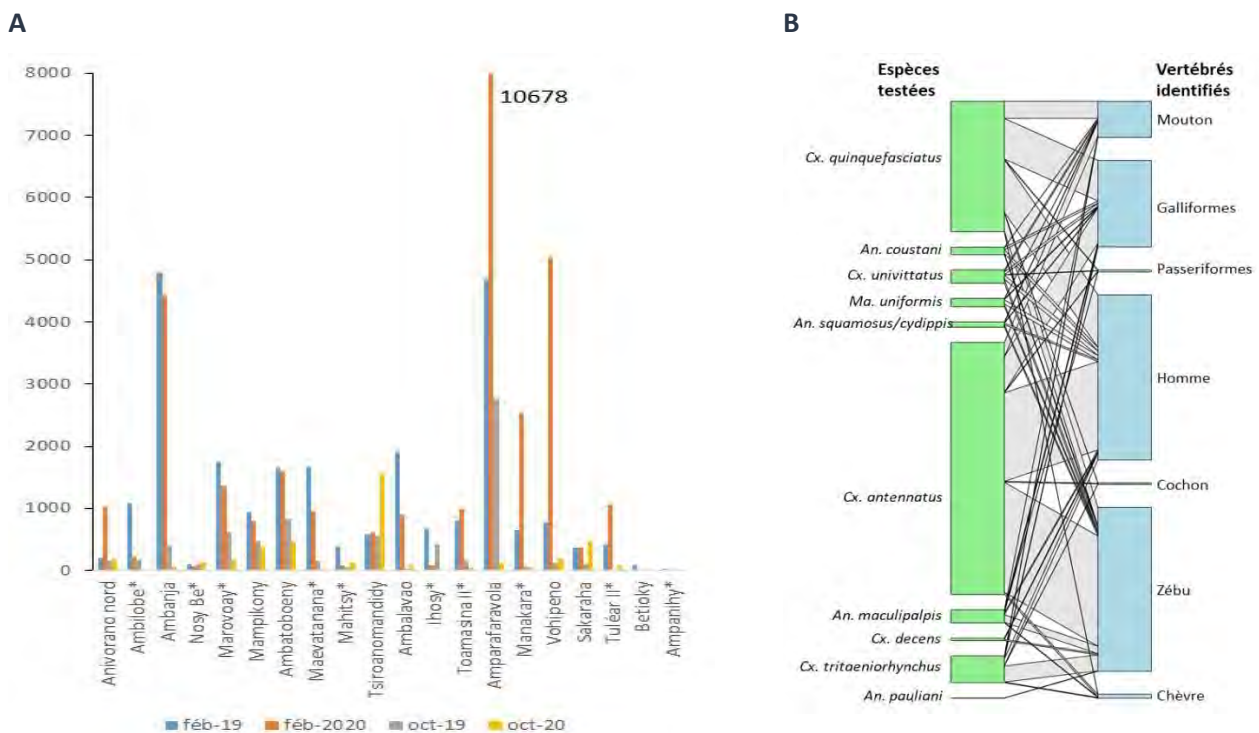 A
8000
7000
6000
5000
4000
3000
2000
1000
0
10678
Anivorano nord
Ambilobe*
Ambanja
Nosy Be*
Marovoay*
Mampikony
Ambatoboeny
Maevatanana*
Mahitsy*
Tsiroanomandidy
Ambalavao
Ihosy*
Toamasina II*
Amparafaravola
Manakara*
Vohipeno
Sakaraha
Tuléar II*
Betioky
Ampanihy*
féb-19 féb-2020 oct-19 oct-20
B
Espèces
testées
Vertébrés
identifiés
Cx. quinquefasciatus
An. coustani
Cx. univittatus
Ma. uniformis
An. squamosus/cydippis
Cx. antennatus
An. maculipalpis
Cx. decens
Cx. tritaeniorhynchus
An. pauliani
Mouton
Galliformes
Passeriformes
Homme
Cochon
Zébu
Chèvre